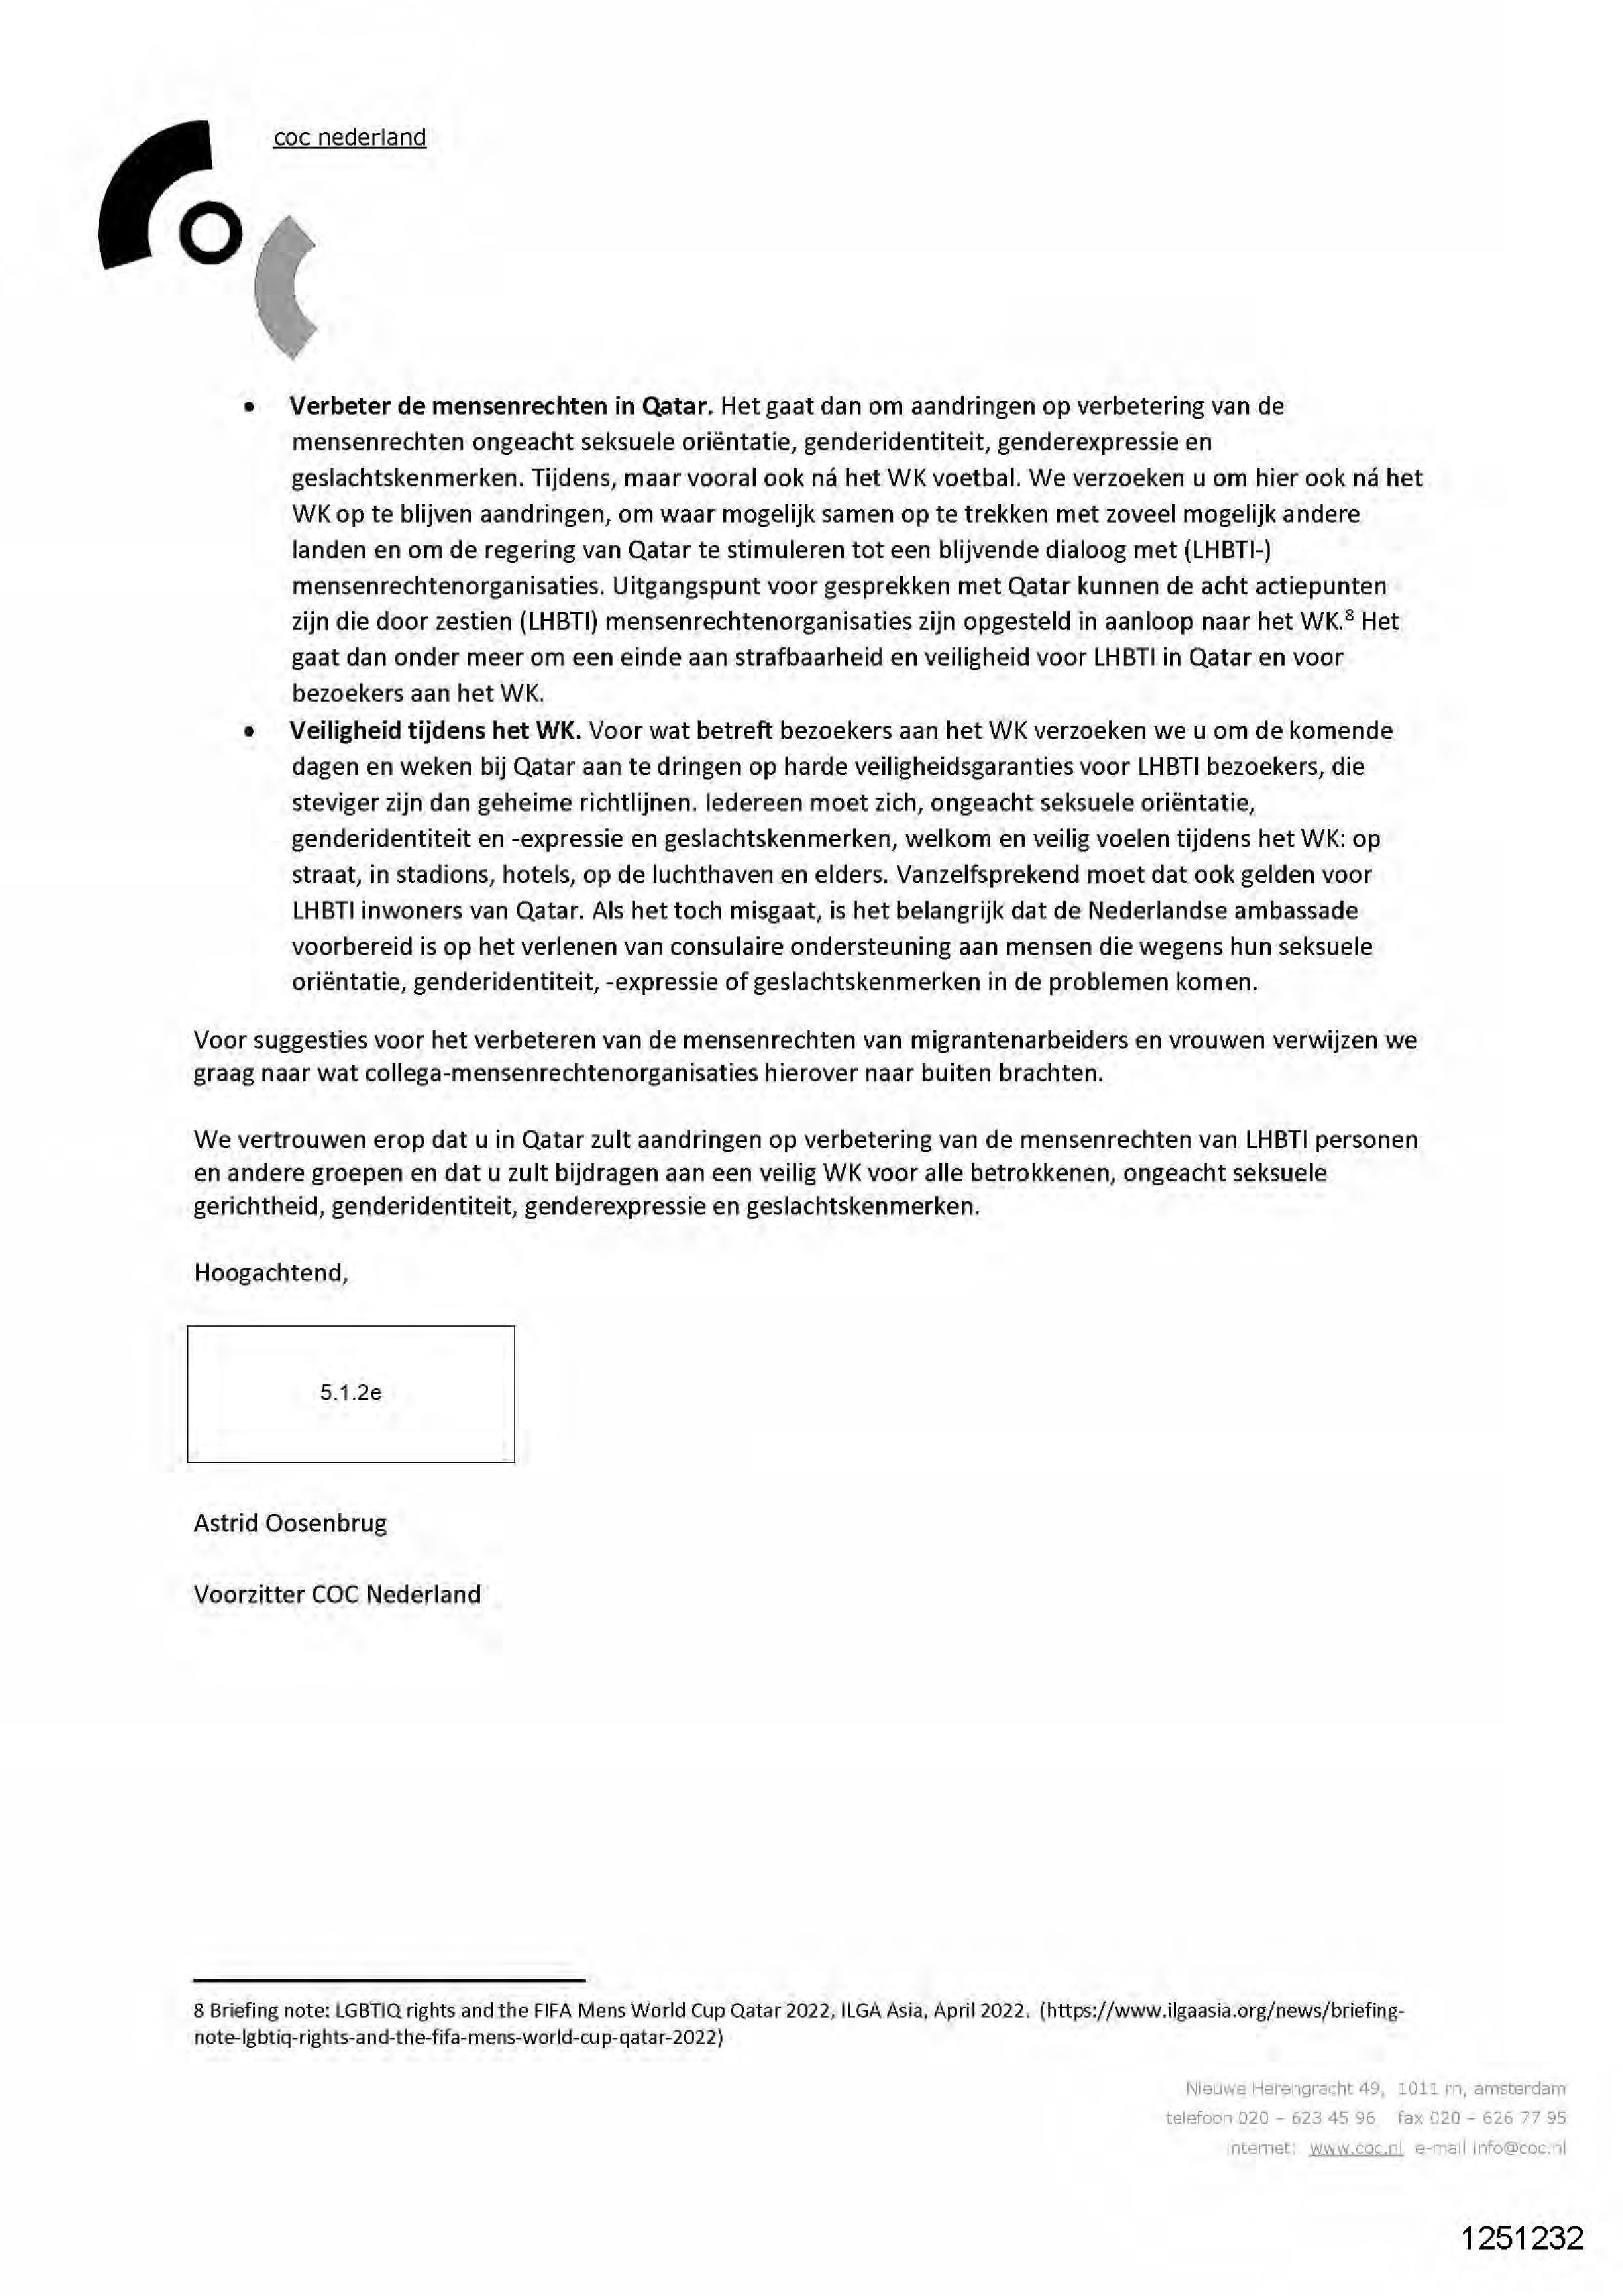 coc nederland
• Verbeter de mensenrechten in Qatar. Het gaat dan om aandringen op verbetering van de
mensenrechten ongeacht seksuele oriëntatie, genderidentiteit, genderexpressie en
geslachtskenmerken. Tijdens, maar vooral ook ná het WK voetbal. We verzoeken u om hier ook ná het
WK op te blijven aandringen, om waar mogelijk samen op te trekken met zoveel mogelijk andere
landen en om de regering van Qatar te stimuleren tot een blijvende dialoog met (LHBTI-)
mensenrechtenorganisaties. Uitgangspunt voor gesprekken met Qatar kunnen de acht actiepunten
zijn die door zestien (LHBTI) mensenrechtenorganisaties zijn opgesteld in aanloop naar het WK.⁸ Het
gaat dan onder meer om een einde aan strafbaarheid en veiligheid voor LHBTI in Qatar en voor
bezoekers aan het WK.
• Veiligheid tijdens het WK. Voor wat betreft bezoekers aan het WK verzoeken we u om de komende
dagen en weken bij Qatar aan te dringen op harde veiligheidsgaranties voor LHBTI bezoekers, die
steviger zijn dan geheime richtlijnen. Iedereen moet zich, ongeacht seksuele oriëntatie,
genderidentiteit en -expressie en geslachtskenmerken, welkom en veilig voelen tijdens het WK: op
straat, in stadions, hotels, op de luchthaven en elders. Vanzelfsprekend moet dat ook gelden voor
LHBTI inwoners van Qatar. Als het toch misgaat, is het belangrijk dat de Nederlandse ambassade
voorbereid is op het verlenen van consulaire ondersteuning aan mensen die wegens hun seksuele
oriëntatie, genderidentiteit, -expressie of geslachtskenmerken in de problemen komen.
Voor suggesties voor het verbeteren van de mensenrechten van migrantenarbeiders en vrouwen verwijzen we
graag naar wat collega-mensenrechtenorganisaties hierover naar buiten brachten.
We vertrouwen erop dat u in Qatar zult aandringen op verbetering van de mensenrechten van LHBTI personen
en andere groepen en dat u zult bijdragen aan een veilig WK voor alle betrokkenen, ongeacht seksuele
gerichtheid, genderidentiteit, genderexpressie en geslachtskenmerken.
Hoogachtend,
5.1.2e
Astrid Oosenbrug
Voorzitter COC Nederland
8 Briefing note: LGBTIQ rights and the FIFA Mens World Cup Qatar 2022, ILGA Asia, April 2022. (https://www.ilgaasia.org/news/briefing-
note-lgbtiq-rights-and-the-fifa-mens-world-cup-qatar-2022)
Nieuwe Herengracht 49, 1011 rn, amsterdam
telefoon 020 – 623 45 96 fax 020 – 626 77 95
internet: www.coc.nl e-mail info@coc.nl
1251232